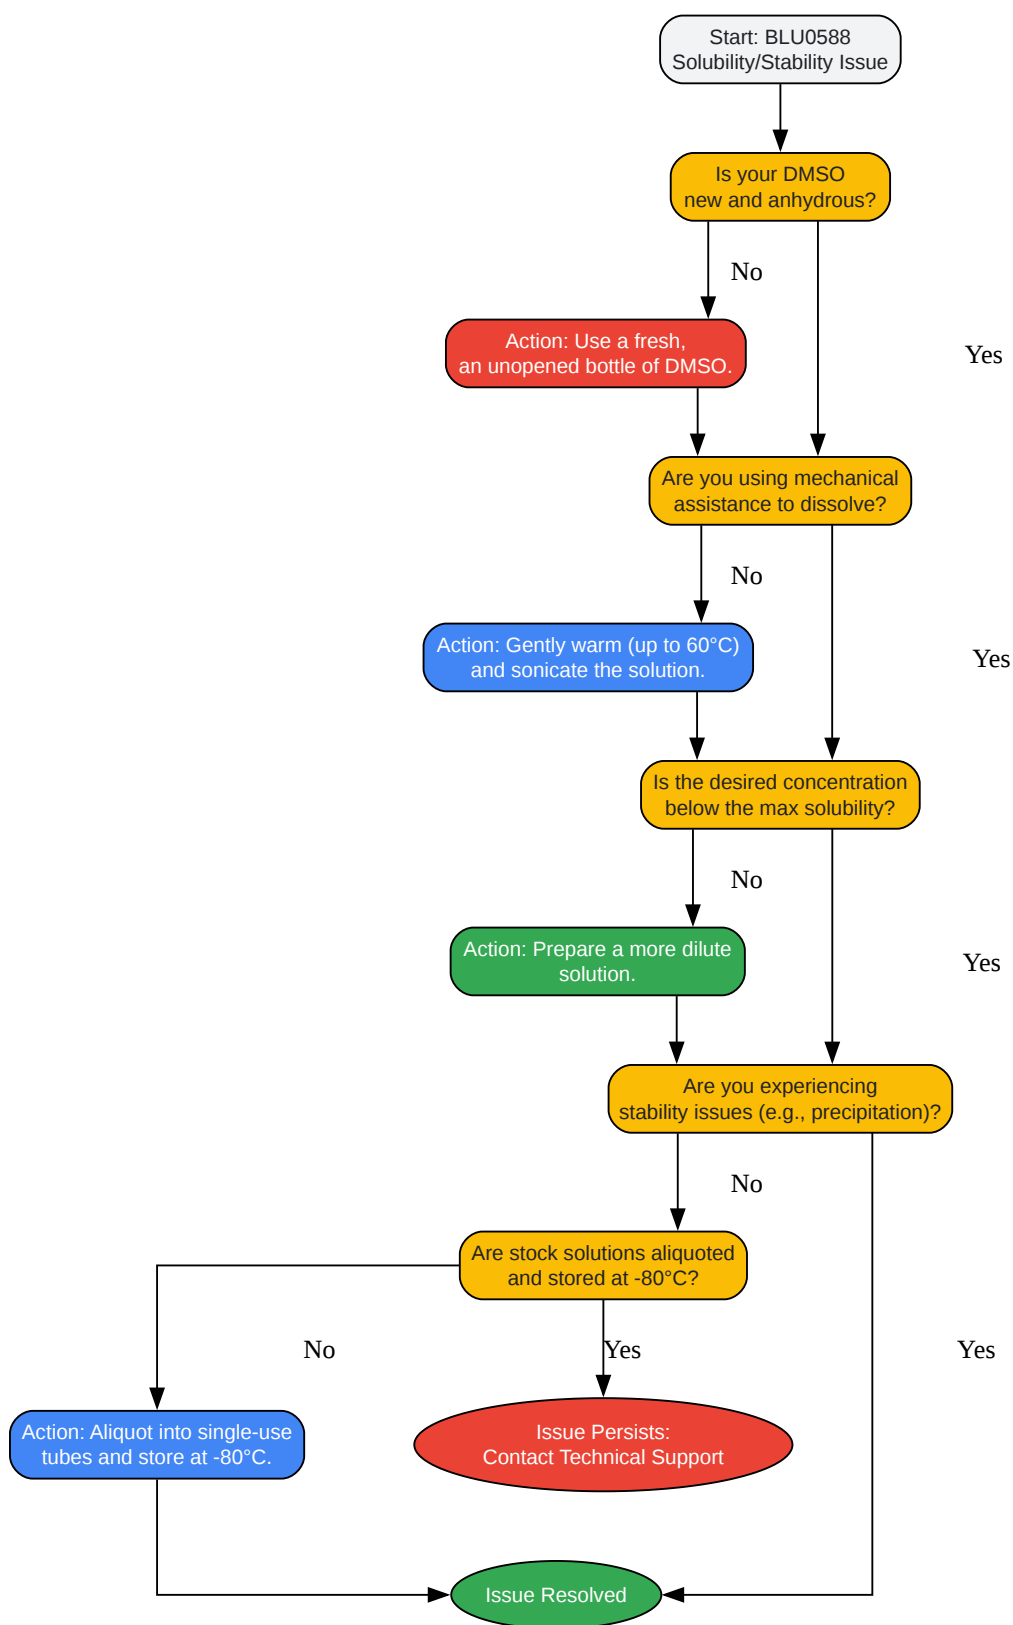 Start: BLU0588
Solubility/Stability Issue
Is your DMSO
new and anhydrous?
No
Action: Use a fresh,
an unopened bottle of DMSO.
Yes
Are you using mechanical
assistance to dissolve?
No
Action: Gently warm (up to 60°C)
and sonicate the solution.
Yes
Is the desired concentration
below the max solubility?
No
Action: Prepare a more dilute
solution.
Yes
Are you experiencing
stability issues (e.g., precipitation)?
No
Are stock solutions aliquoted
and stored at -80°C?
No
Yes
Yes
Action: Aliquot into single-use
tubes and store at -80°C.
Issue Persists:
Contact Technical Support
Issue Resolved